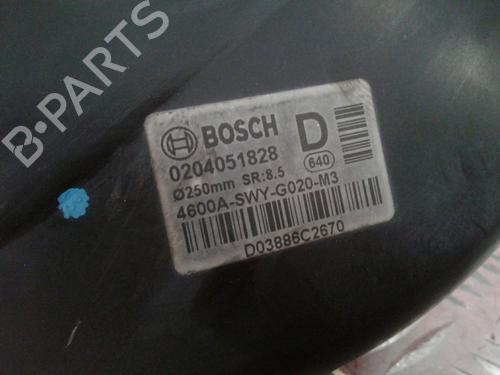 B-PARTS
BOSCH
D
0204051828
640
Ø250mm SR:8.5
4600A-SWY-G020-M3
D03886C2670